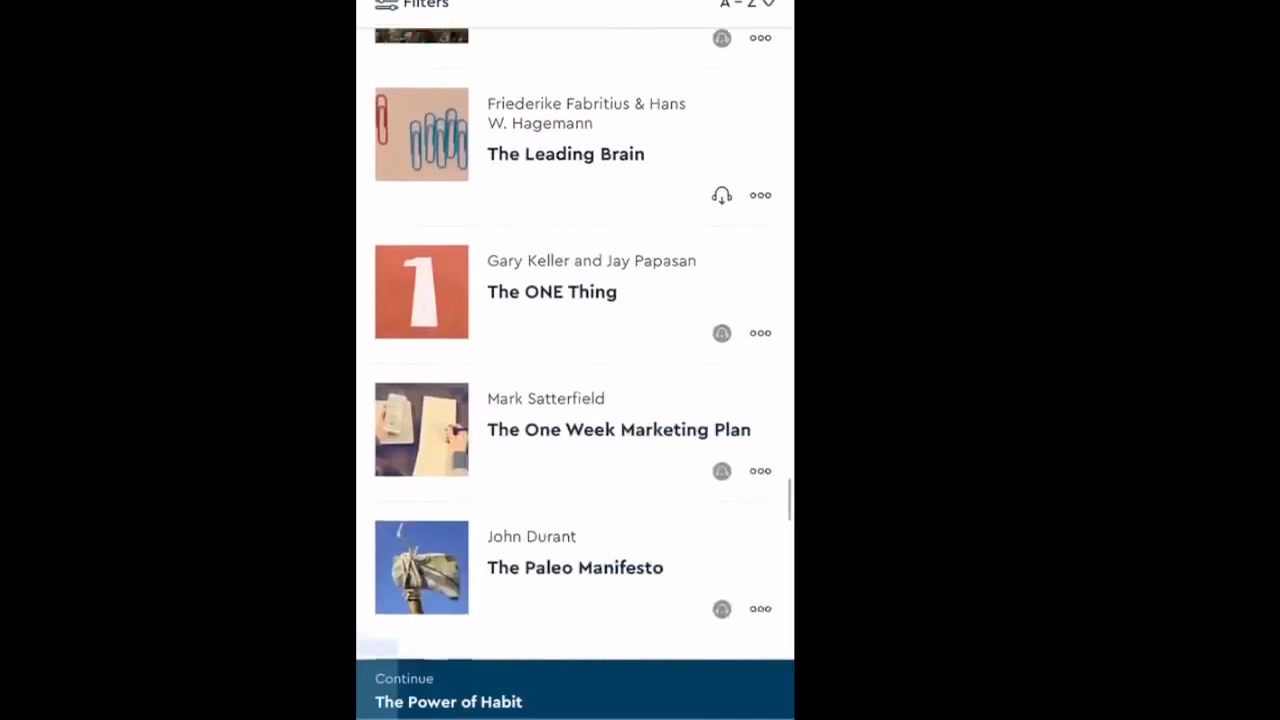 Filters
A – Z
Friederike Fabritius & Hans
W. Hagemann
The Leading Brain
Gary Keller and Jay Papasan
The ONE Thing
Mark Satterfield
The One Week Marketing Plan
John Durant
The Paleo Manifesto
Continue
The Power of Habit